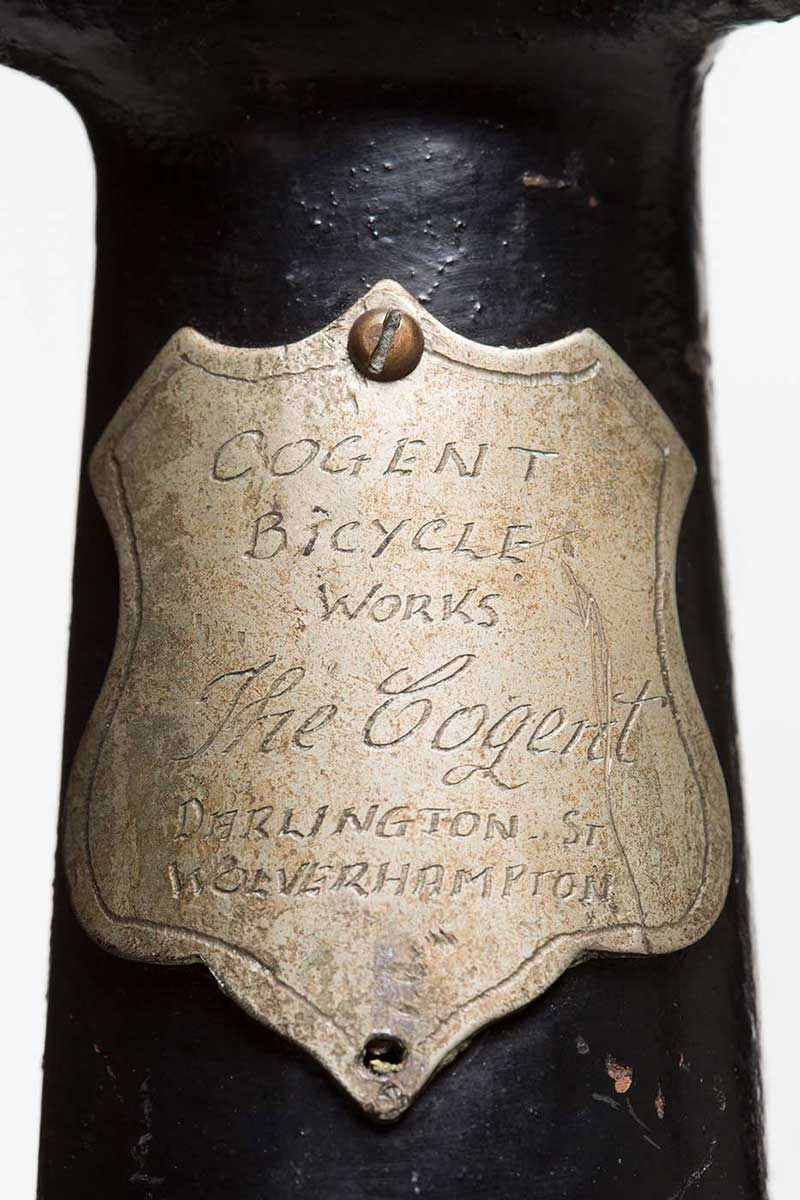 COGENT
BICYCLE
WORKS
The Cogent
DARLINGTON. ST
WOLVERHAMPTON